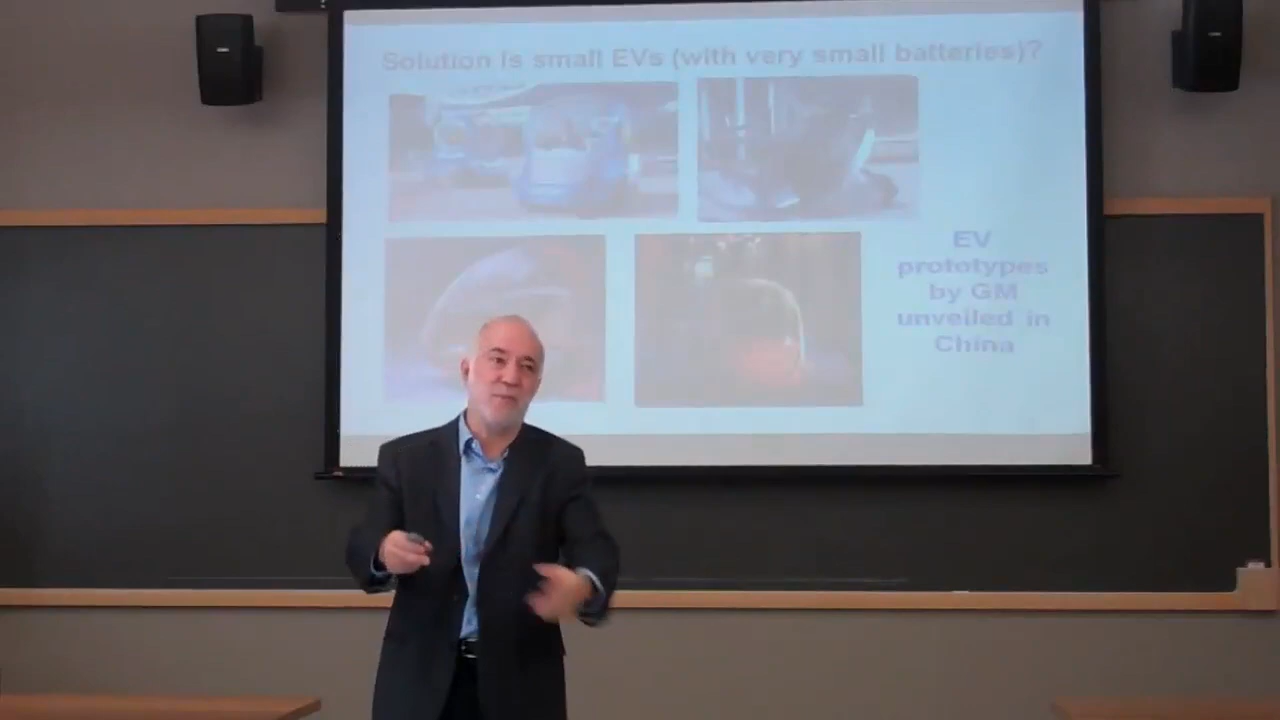 Solution is small EVs (with very small batteries)?
EV
prototypes
by GM
unveiled in
China